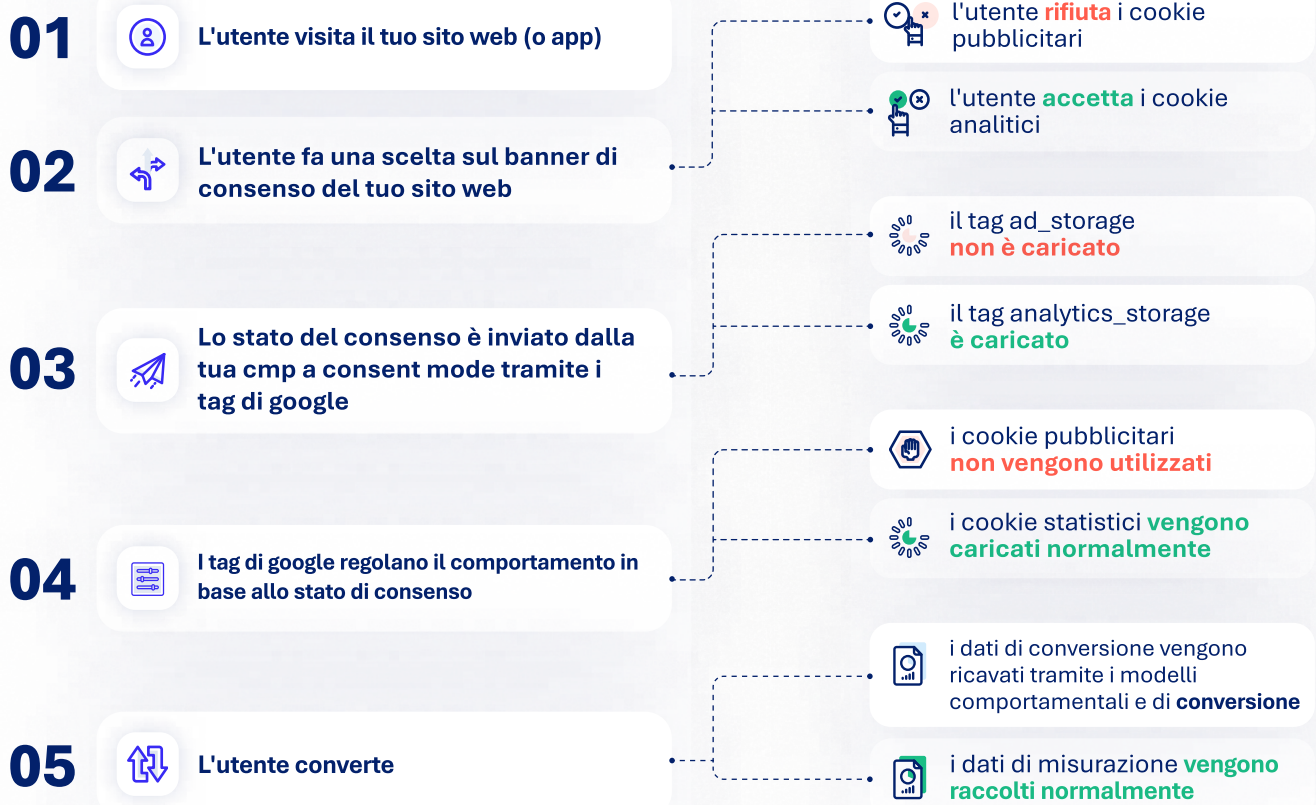 01
L'utente visita il tuo sito web (o app)
l'utente rifiuta i cookie
pubblicitari
l'utente accetta i cookie
analitici
02
L'utente fa una scelta sul banner di
consenso del tuo sito web
il tag ad_storage
non è caricato
il tag analytics_storage
è caricato
03
Lo stato del consenso è inviato dalla
tua cmp a consent mode tramite i
tag di google
i cookie pubblicitari
non vengono utilizzati
i cookie statistici vengono
caricati normalmente
04
I tag di google regolano il comportamento in
base allo stato di consenso
i dati di conversione vengono
ricavati tramite i modelli
comportamentali e di conversione
05
L'utente converte
i dati di misurazione vengono
raccolti normalmente